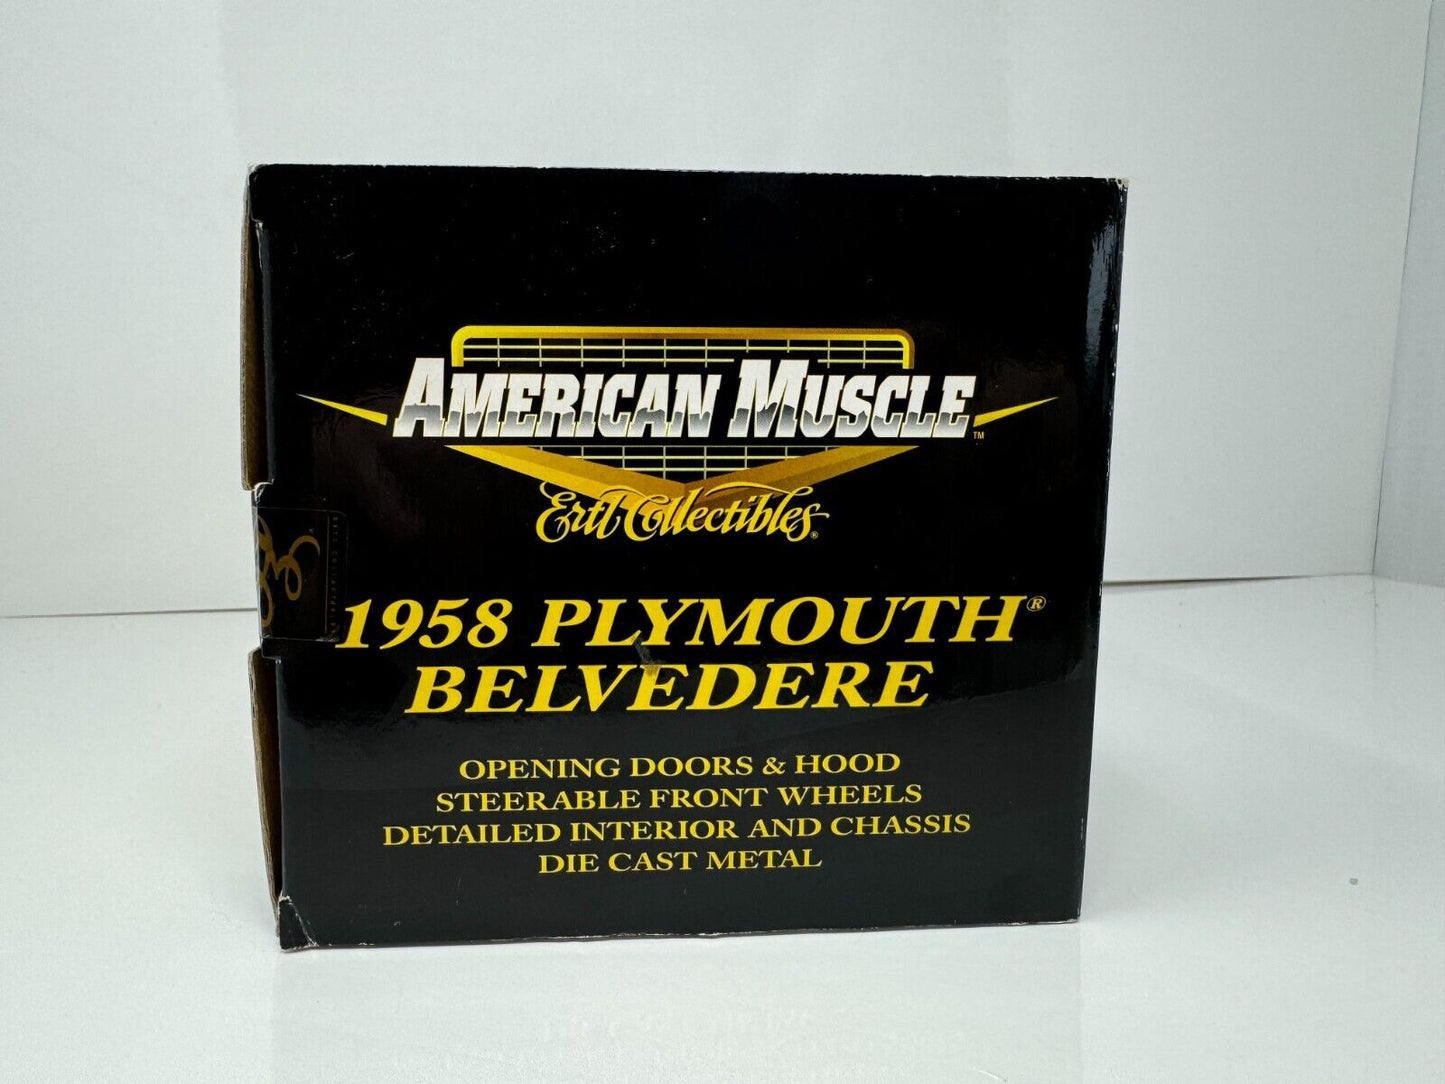 AMERICAN MUSCLE™
Ertl Collectibles®
1958 PLYMOUTH®
BELVEDERE
OPENING DOORS & HOOD
STEERABLE FRONT WHEELS
DETAILED INTERIOR AND CHASSIS
DIE CAST METAL